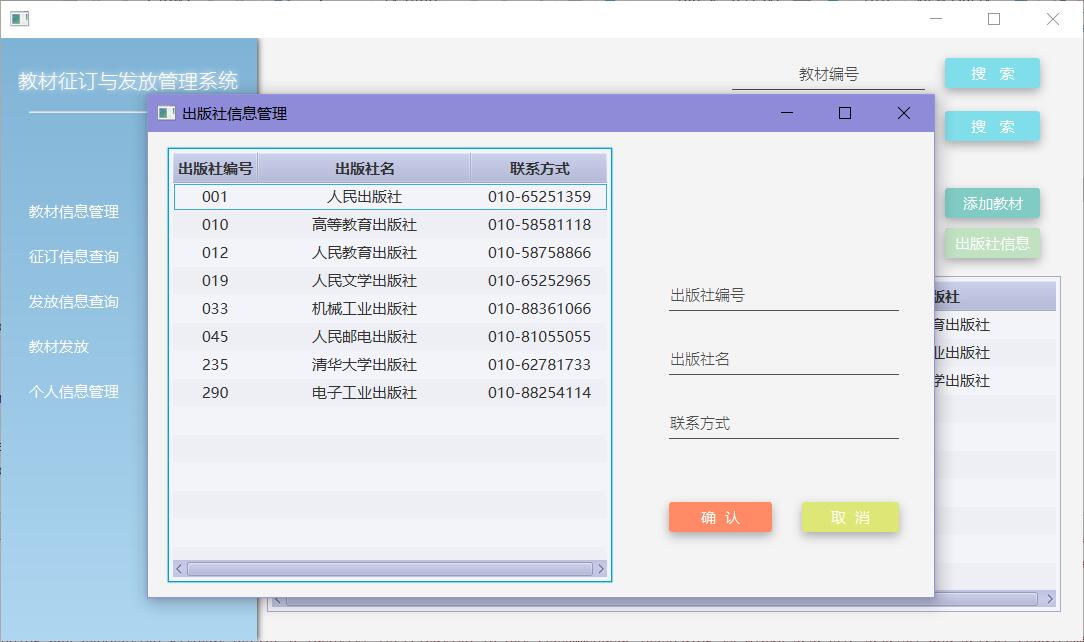 教材征订与发放管理系统
教材编号
搜 索
搜 索
添加教材
出版社信息
教材信息管理
征订信息查询
发放信息查询
教材发放
个人信息管理
出版社信息管理
出版社编号 出版社名 联系方式
001 人民出版社 010-65251359
010 高等教育出版社 010-58581118
012 人民教育出版社 010-58758866
019 人民文学出版社 010-65252965
033 机械工业出版社 010-88361066
045 人民邮电出版社 010-81055055
235 清华大学出版社 010-62781733
290 电子工业出版社 010-88254114
出版社编号
出版社名
联系方式
确 认
取 消
版社
育出版社
业出版社
学出版社